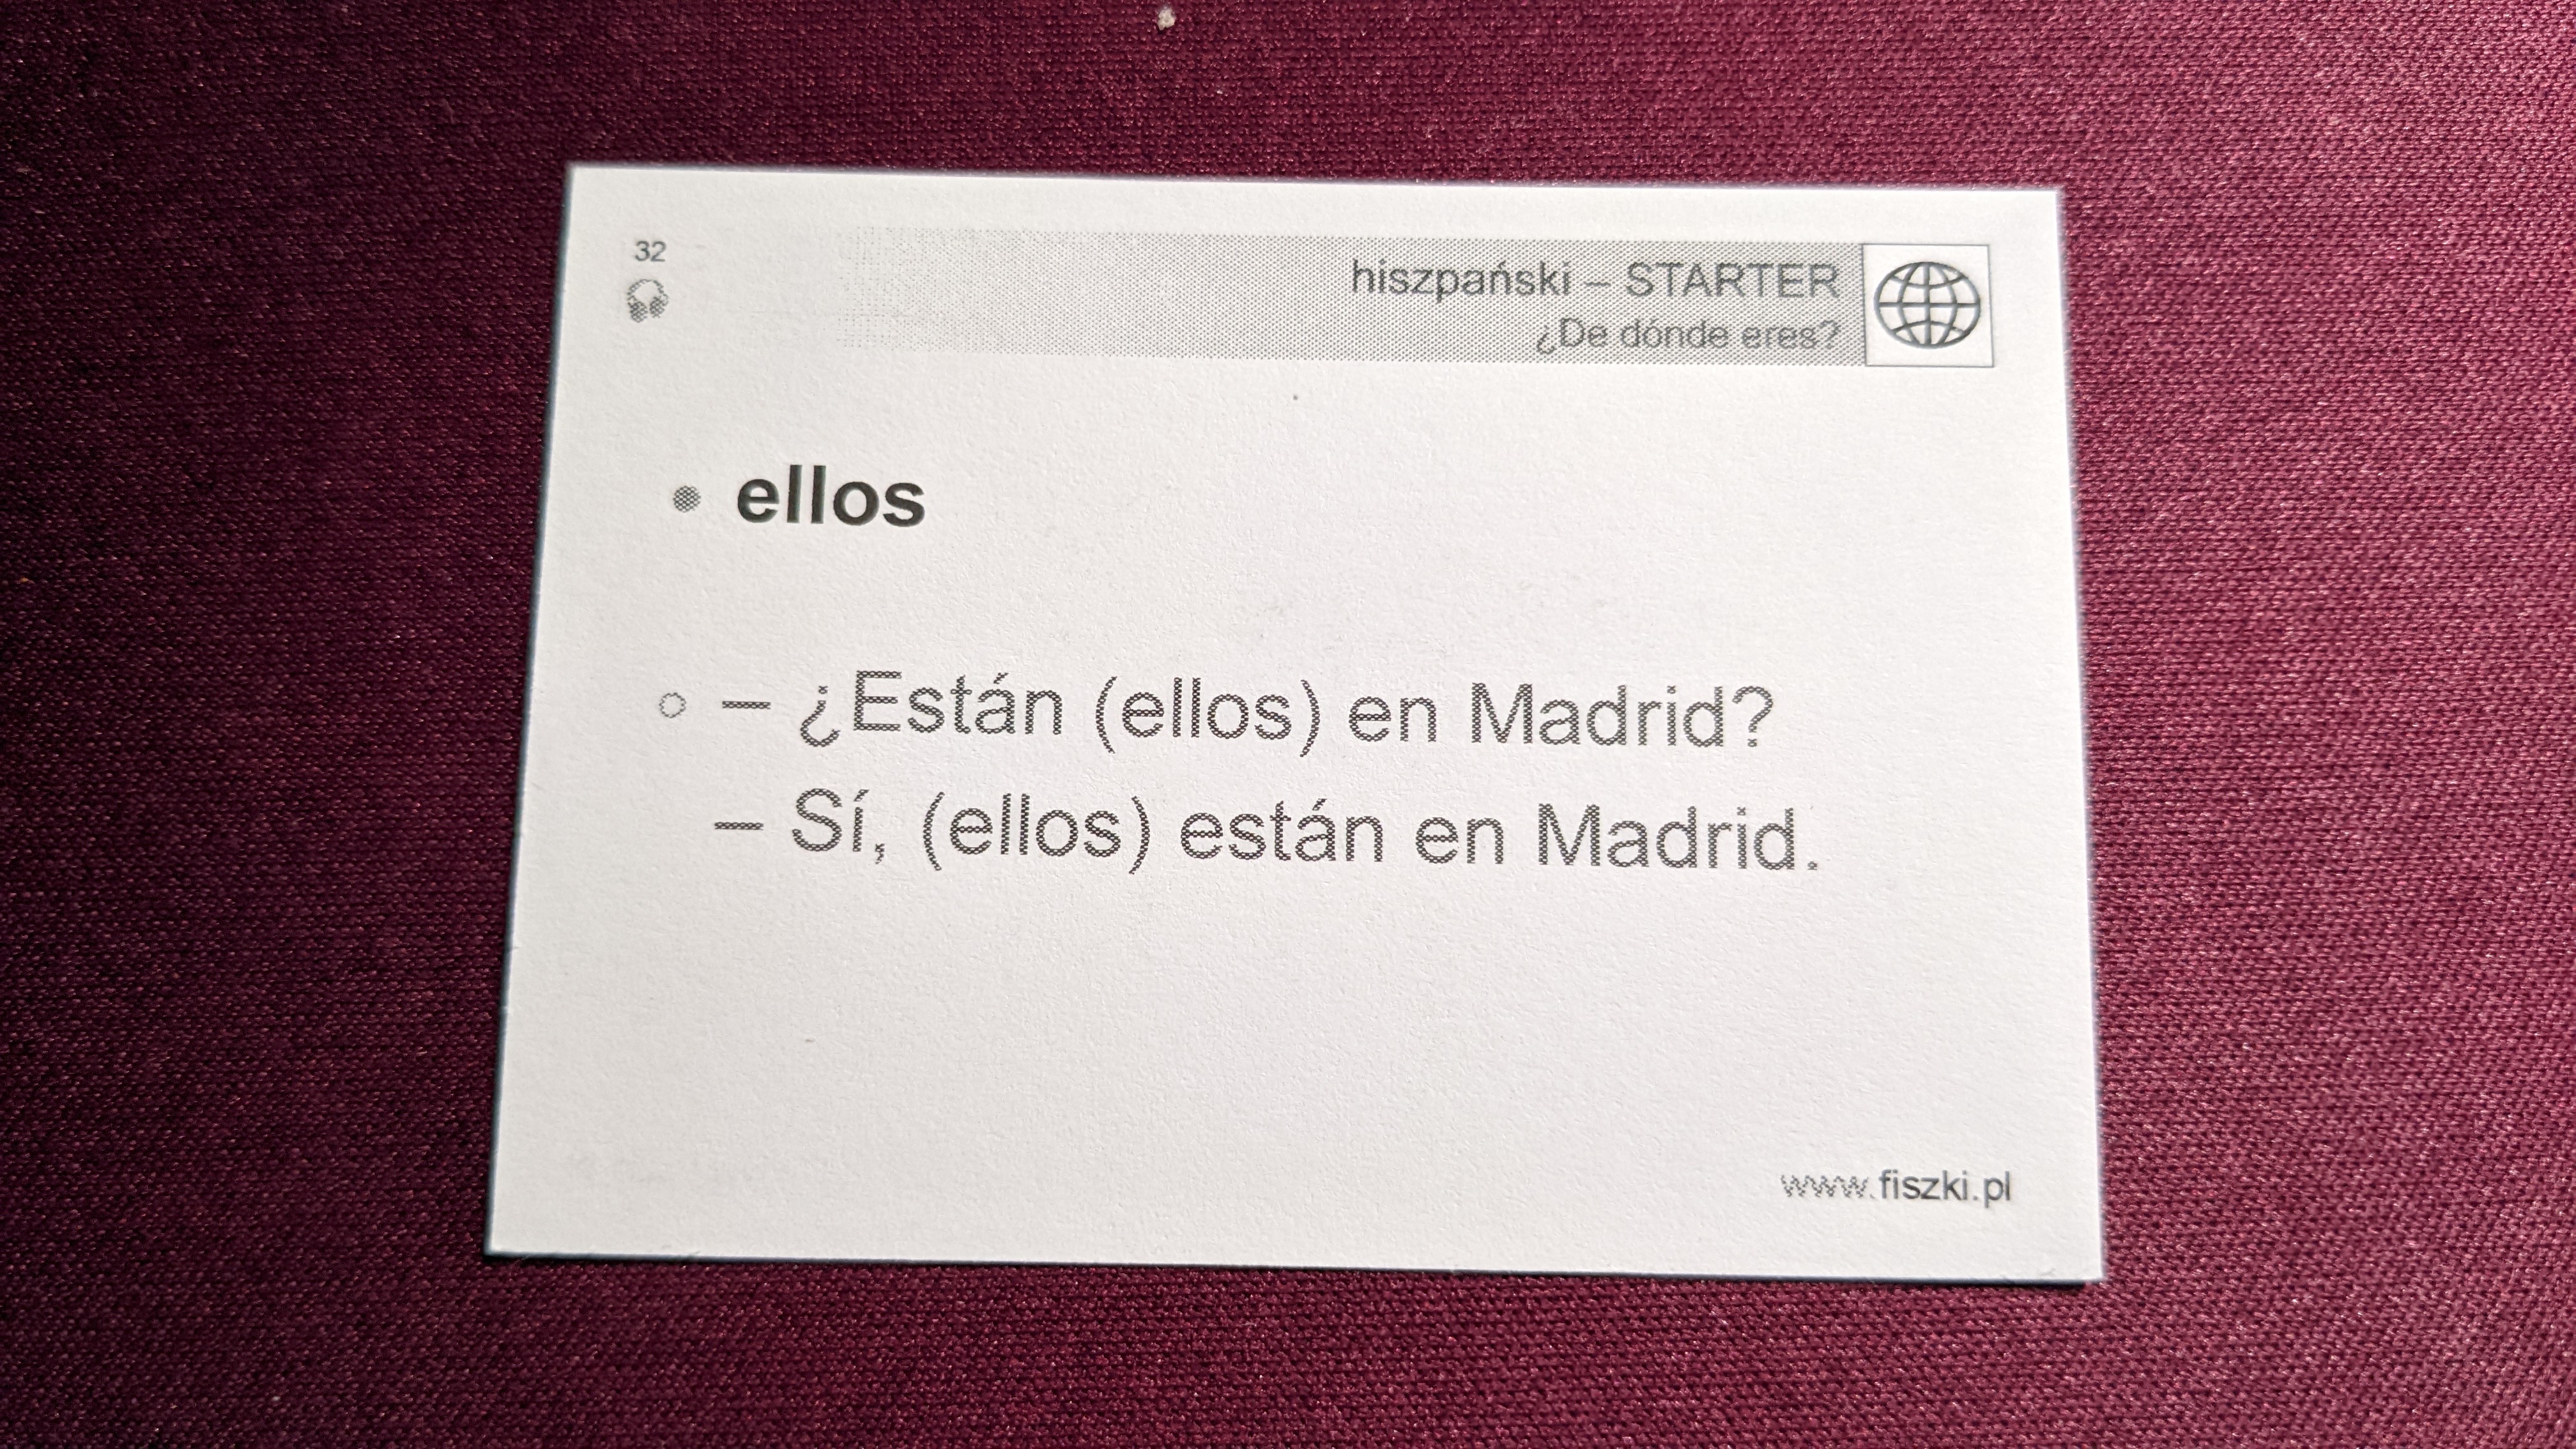 32
hiszpański – STARTER
¿De dónde eres?
ellos
– ¿Están (ellos) en Madrid?
– Sí, (ellos) están en Madrid.
www.fiszki.pl